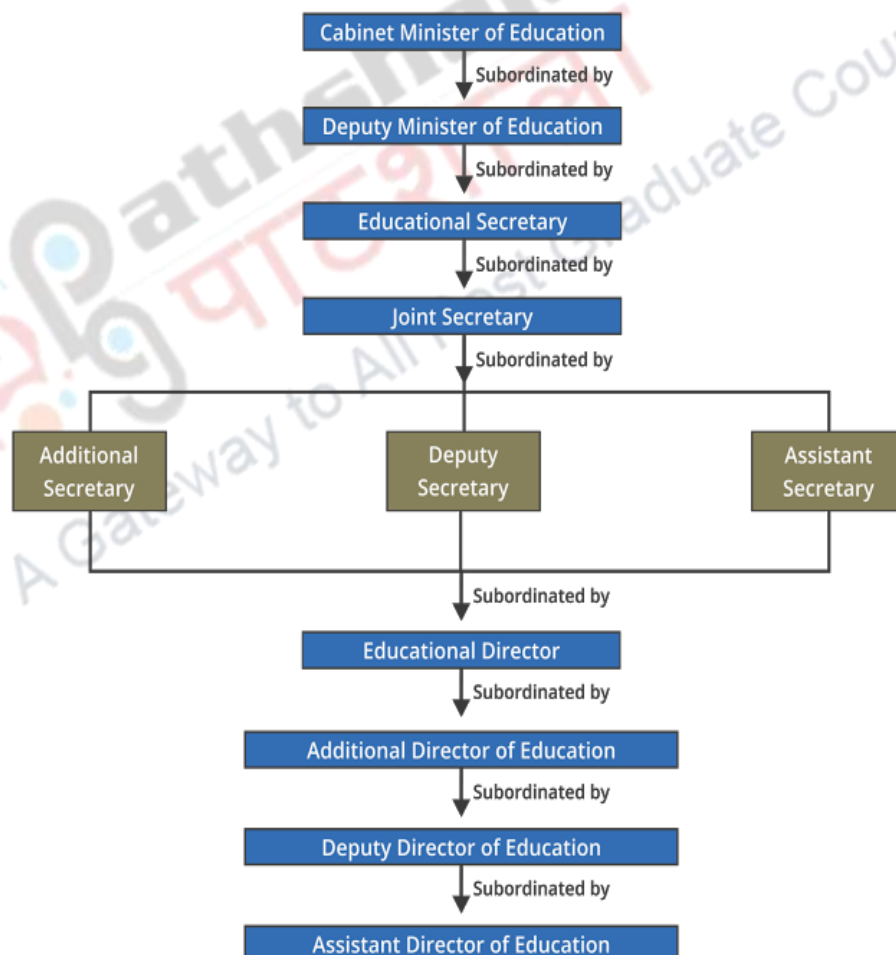 Cabinet Minister of Education
Subordinated by
Deputy Minister of Education
Subordinated by
Educational Secretary
Subordinated by
Joint Secretary
Subordinated by
Additional
Secretary
Deputy
Secretary
Assistant
Secretary
Subordinated by
Educational Director
Subordinated by
Additional Director of Education
Subordinated by
Deputy Director of Education
Subordinated by
Assistant Director of Education
पाठशाला
A Gateway to All Post Graduate